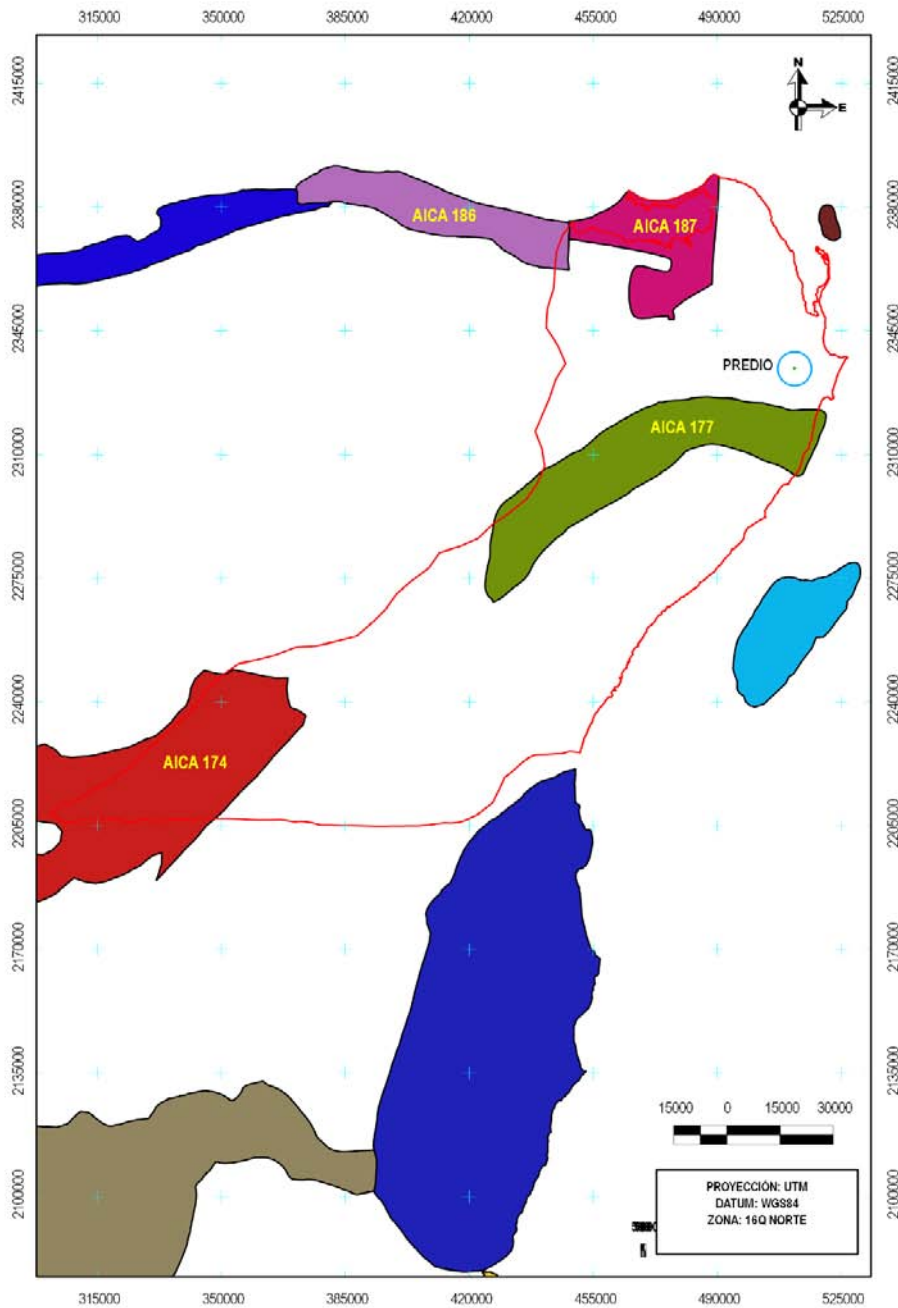 315000 350000 385000 420000 455000 490000 525000
2415000 2415000
N
E
2380000 2380000
AICA 186
AICA 187
2345000 2345000
PREDIO
AICA 177
2310000 2310000
2275000 2275000
2240000 2240000
AICA 174
2205000 2205000
2170000 2170000
2135000 2135000
15000 0 15000 30000
2100000 2100000
PROYECCIÓN: UTM
DATUM: WGS84
ZONA: 16Q NORTE
315000 350000 385000 420000 455000 490000 525000